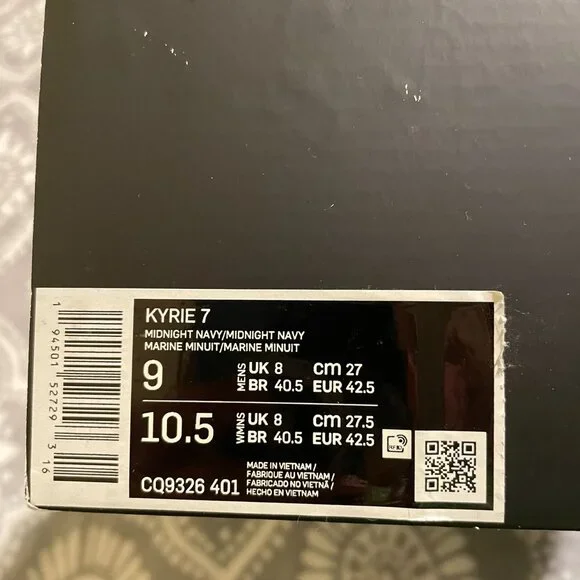 KYRIE 7
MIDNIGHT NAVY/MIDNIGHT NAVY
MARINE MINUIT/MARINE MINUIT
9 MENS UK 8 cm 27
BR 40.5 EUR 42.5
10.5 WMNS UK 8 cm 27.5
BR 40.5 EUR 42.5
CQ9326 401
MADE IN VIETNAM /
FABRIQUE AU VIETNAM /
FABRICADO NO VIETNÃ /
HECHO EN VIETNAM
1 94501 52729 3 16